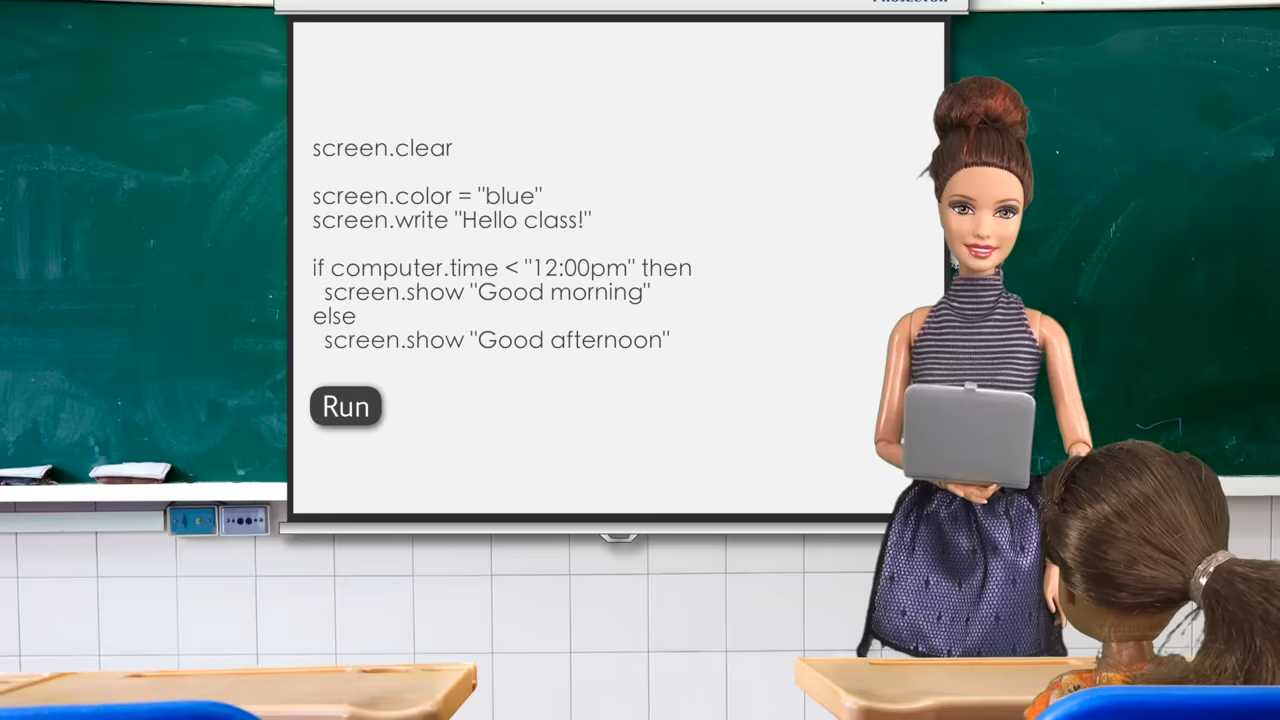 screen.clear
screen.color = "blue"
screen.write "Hello class!"
if computer.time < "12:00pm" then
screen.show "Good morning"
else
screen.show "Good afternoon"
Run